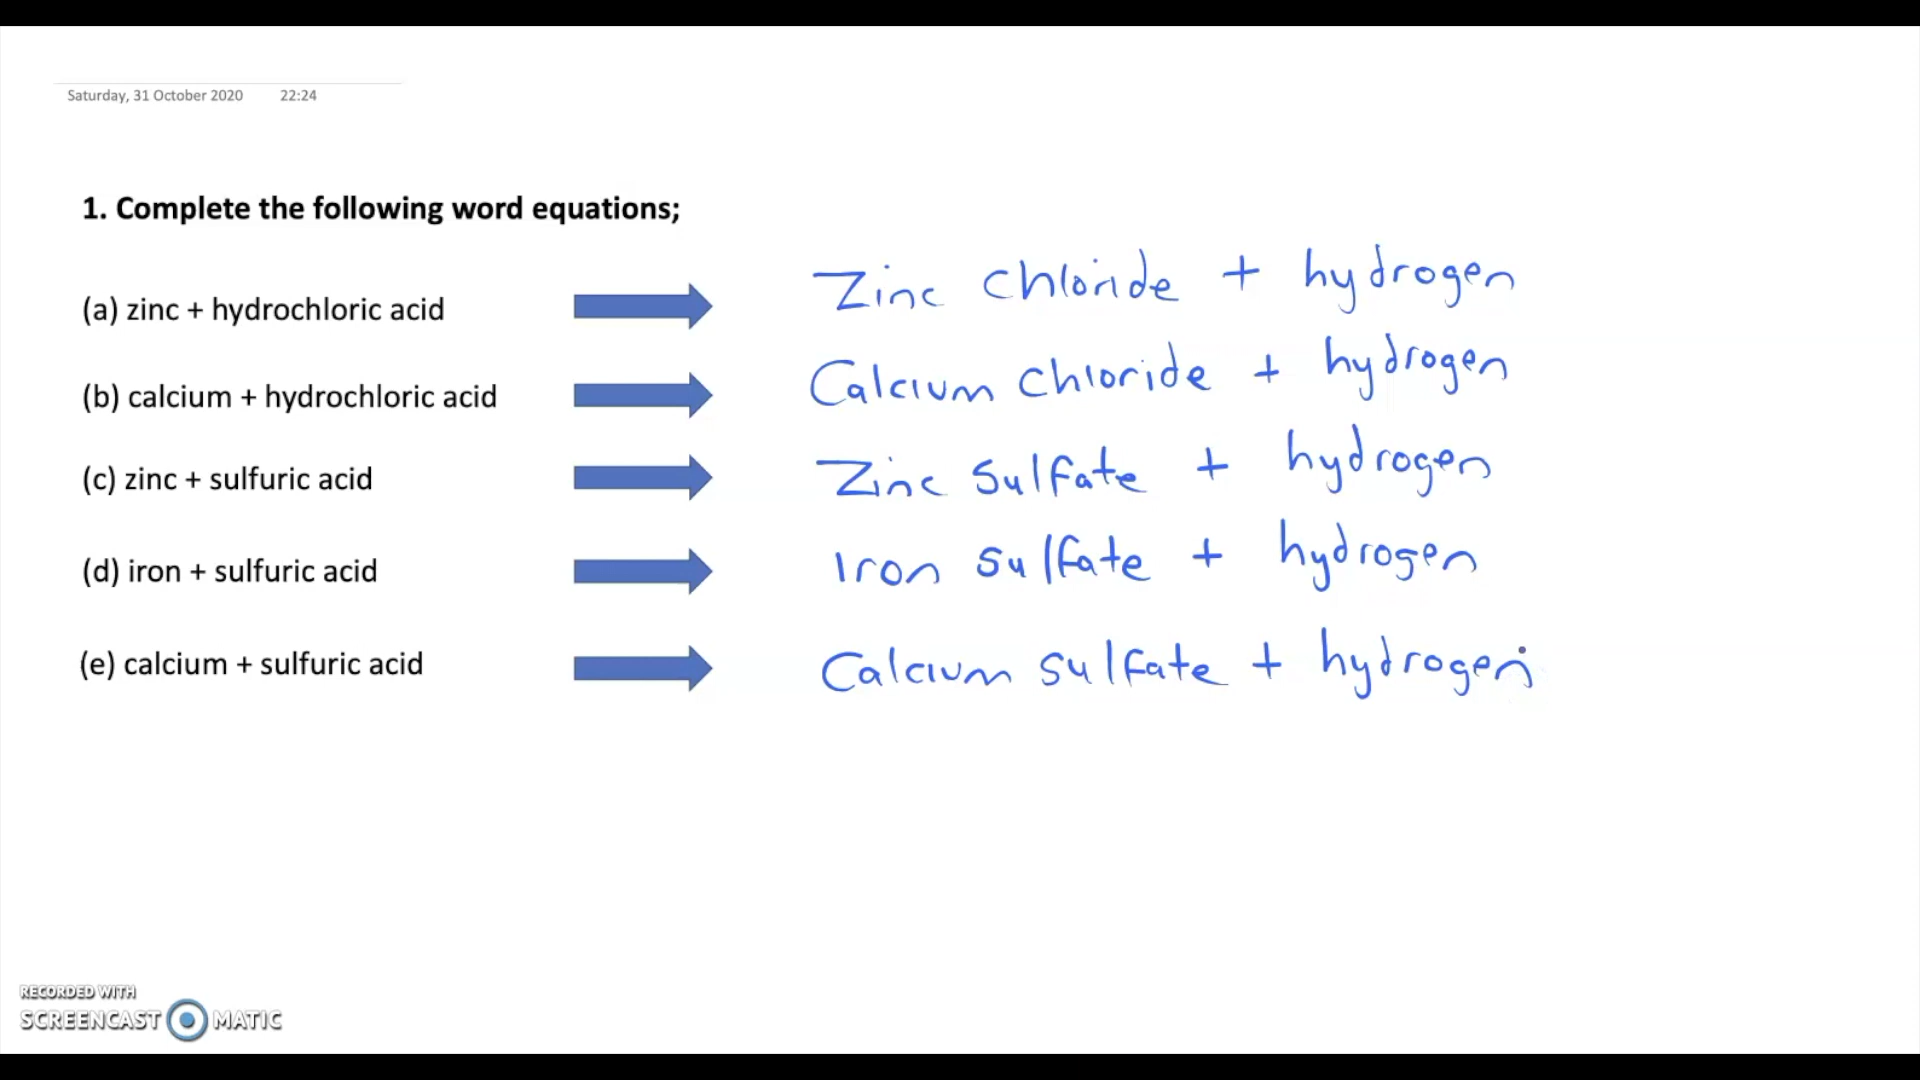 Saturday, 31 October 2020 22:24
1. Complete the following word equations;
(a) zinc + hydrochloric acid Zinc chloride + hydrogen
(b) calcium + hydrochloric acid Calcium chloride + hydrogen
(c) zinc + sulfuric acid Zinc sulfate + hydrogen
(d) iron + sulfuric acid Iron sulfate + hydrogen
(e) calcium + sulfuric acid Calcium sulfate + hydrogen
RECORDED WITH
SCREENCAST MATIC